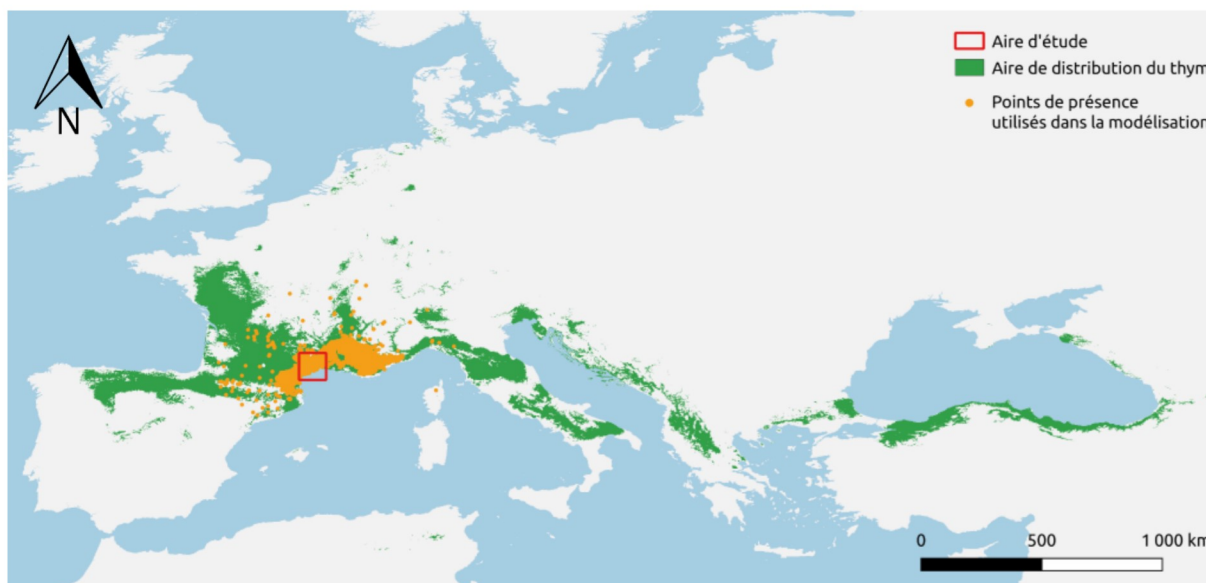 Aire d'étude
Aire de distribution du thym
Points de présence
utilisés dans la modélisation
N
0 500 1 000 km